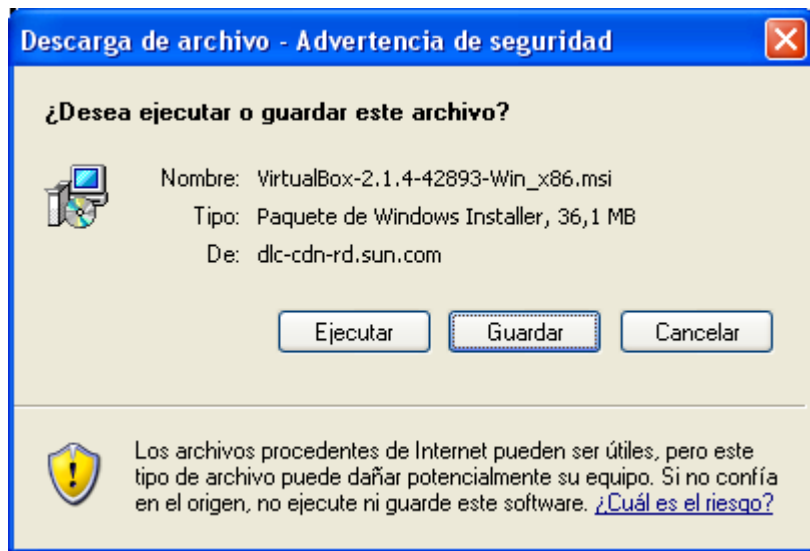 Descarga de archivo - Advertencia de seguridad
¿Desea ejecutar o guardar este archivo?
Nombre: VirtualBox-2.1.4-42893-Win_x86.msi
Tipo: Paquete de Windows Installer, 36,1 MB
De: dlc-cdn-rd.sun.com
Ejecutar Guardar Cancelar
Los archivos procedentes de Internet pueden ser útiles, pero este
tipo de archivo puede dañar potencialmente su equipo. Si no confía
en el origen, no ejecute ni guarde este software. ¿Cuál es el riesgo?